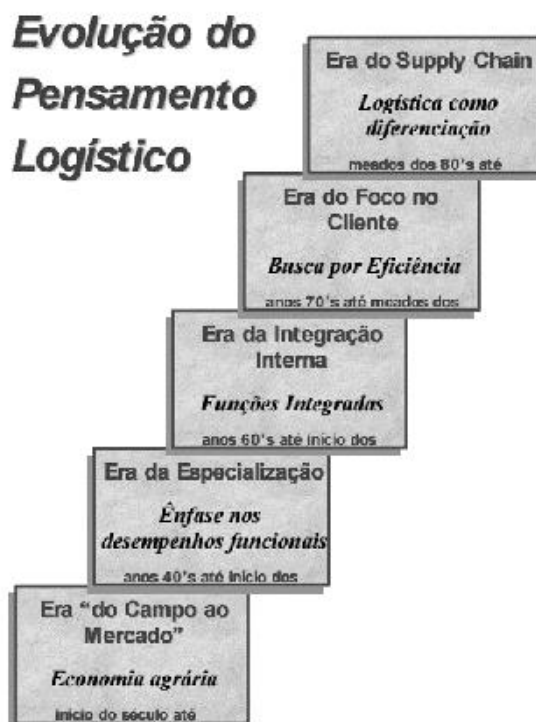 Evolução do
Pensamento
Logístico
Era do Supply Chain
Logística como
diferenciação
meados dos 80's até
Era do Foco no
Cliente
Busca por Eficiência
anos 70's até meados dos
Era da Integração
Interna
Funções Integradas
anos 60's até início dos
Era da Especialização
Ênfase nos
desempenhos funcionais
anos 40's até início dos
Era “do Campo ao
Mercado”
Economia agrária
início do século até